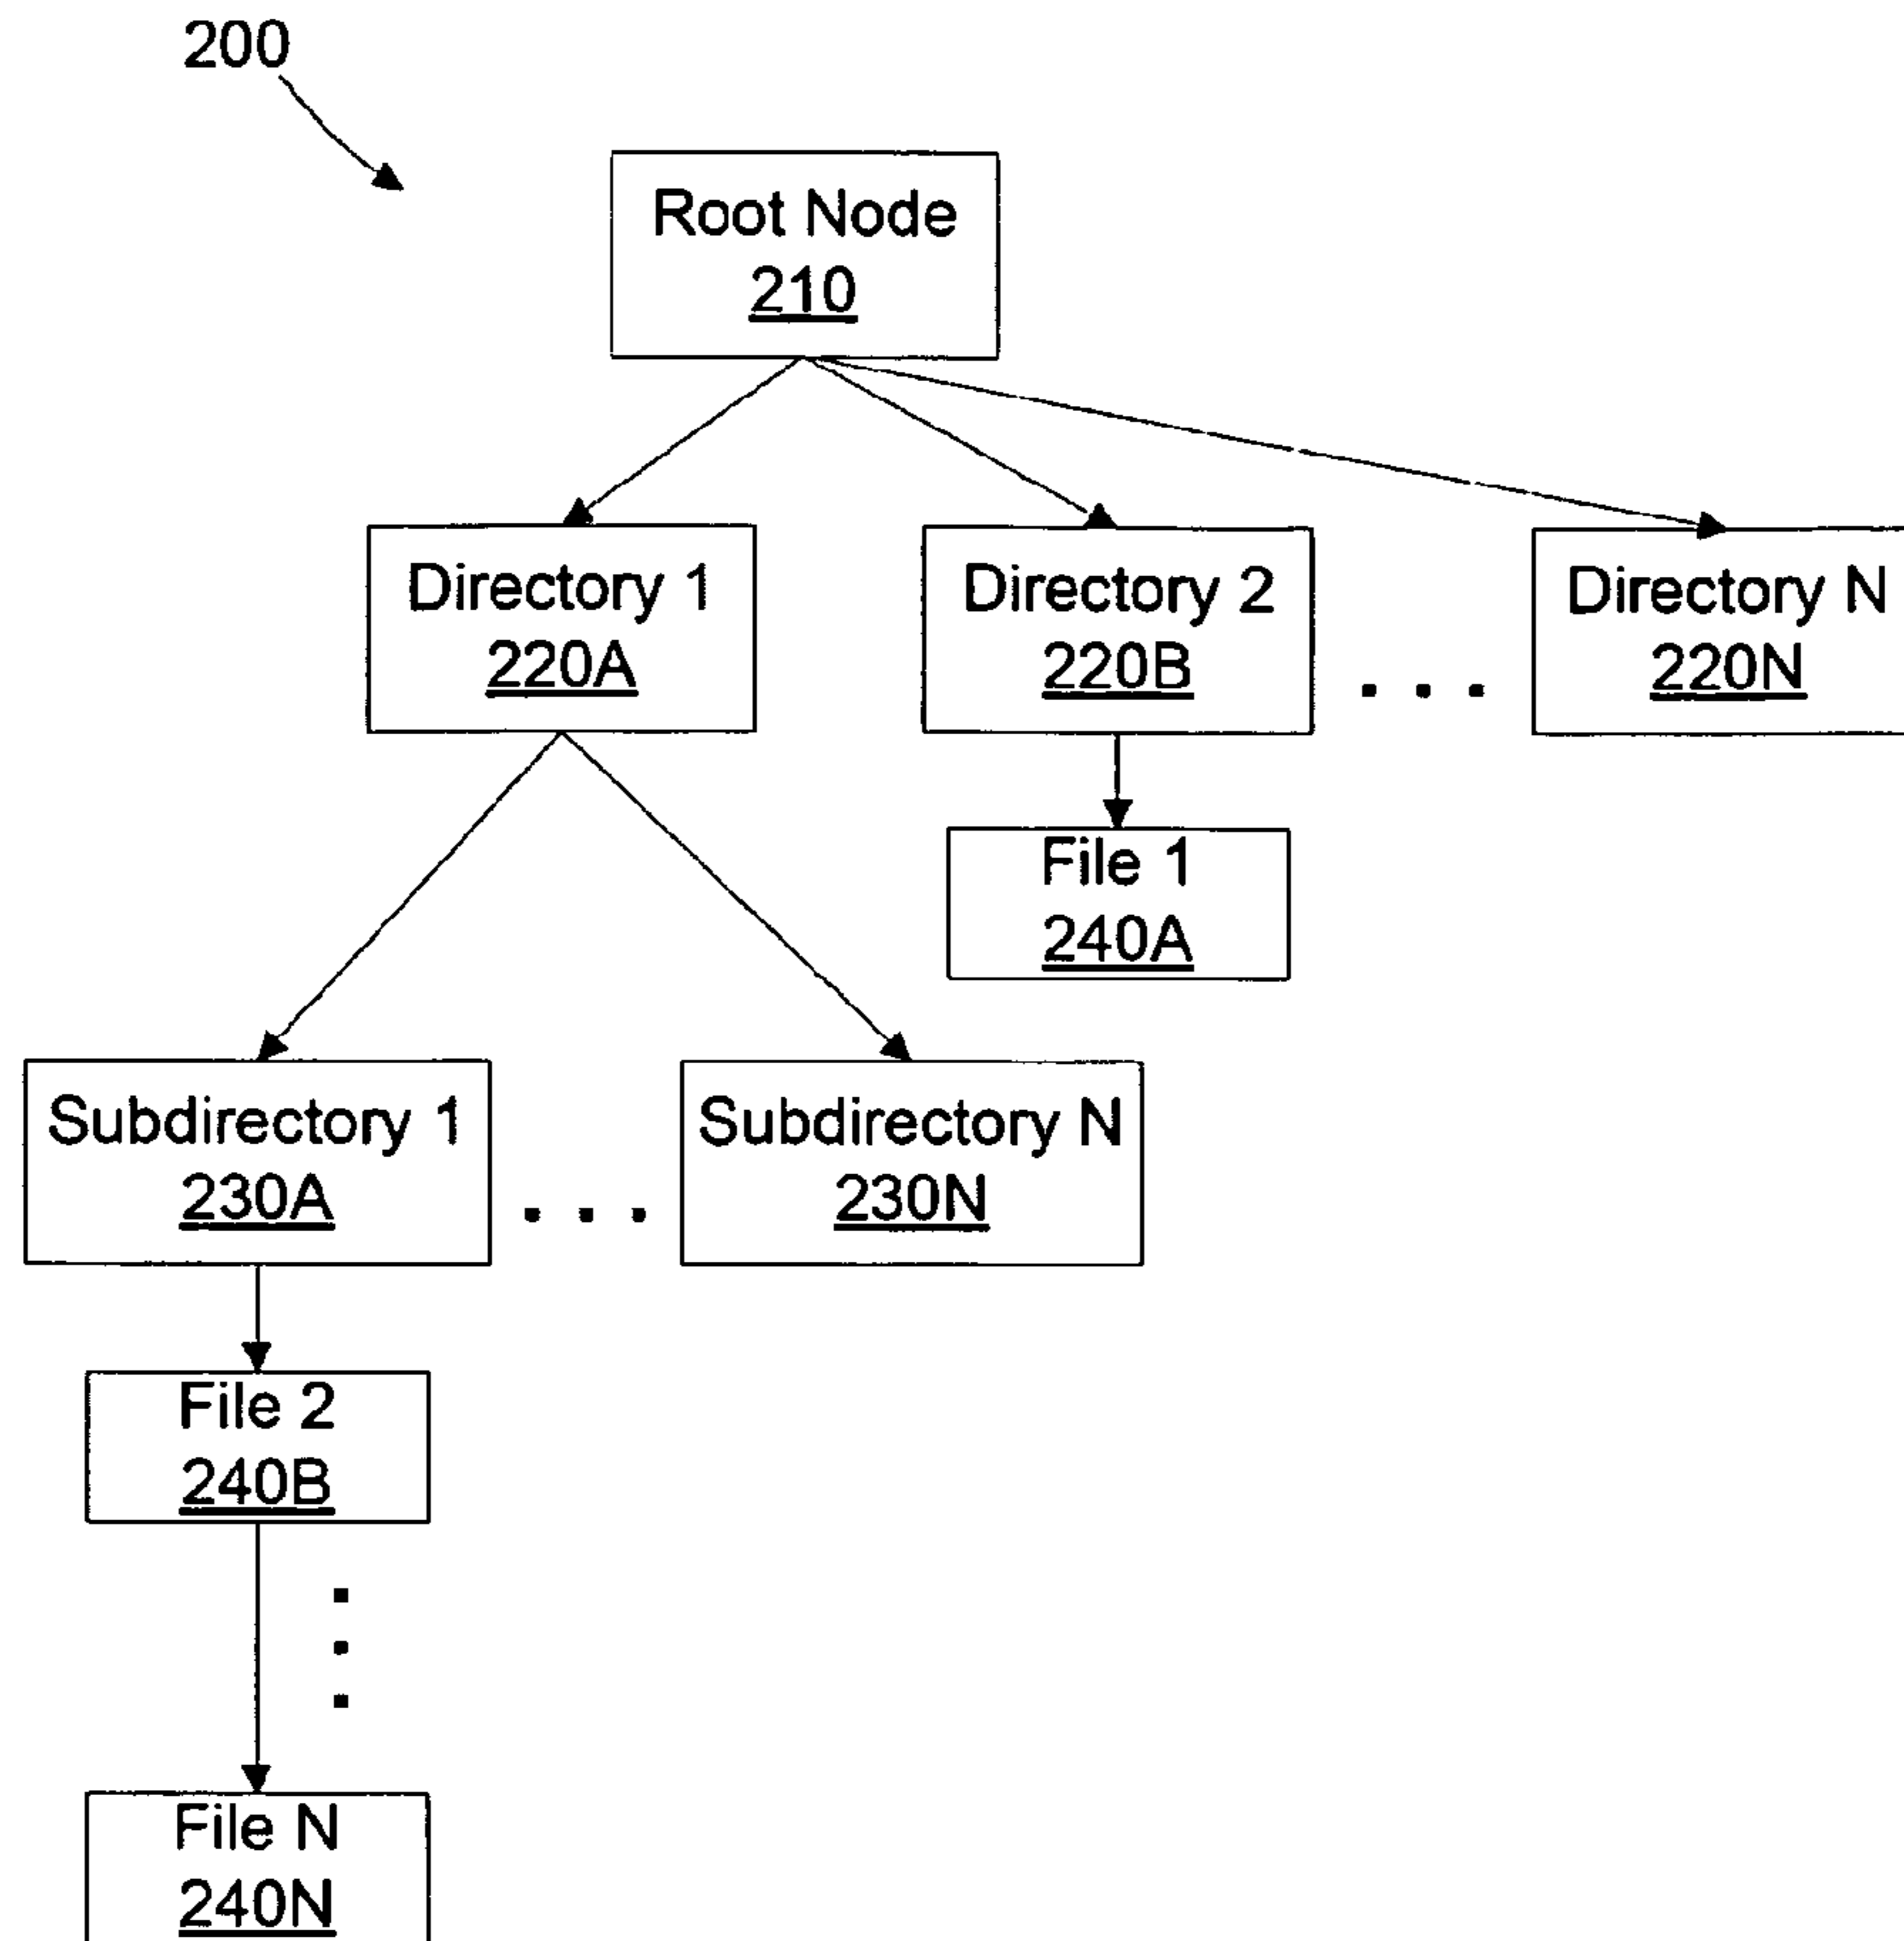 200
Root Node
210
Directory 1
220A
Directory 2
220B
. . .
Directory N
220N
File 1
240A
Subdirectory 1
230A
. . .
Subdirectory N
230N
File 2
240B
.
.
.
File N
240N